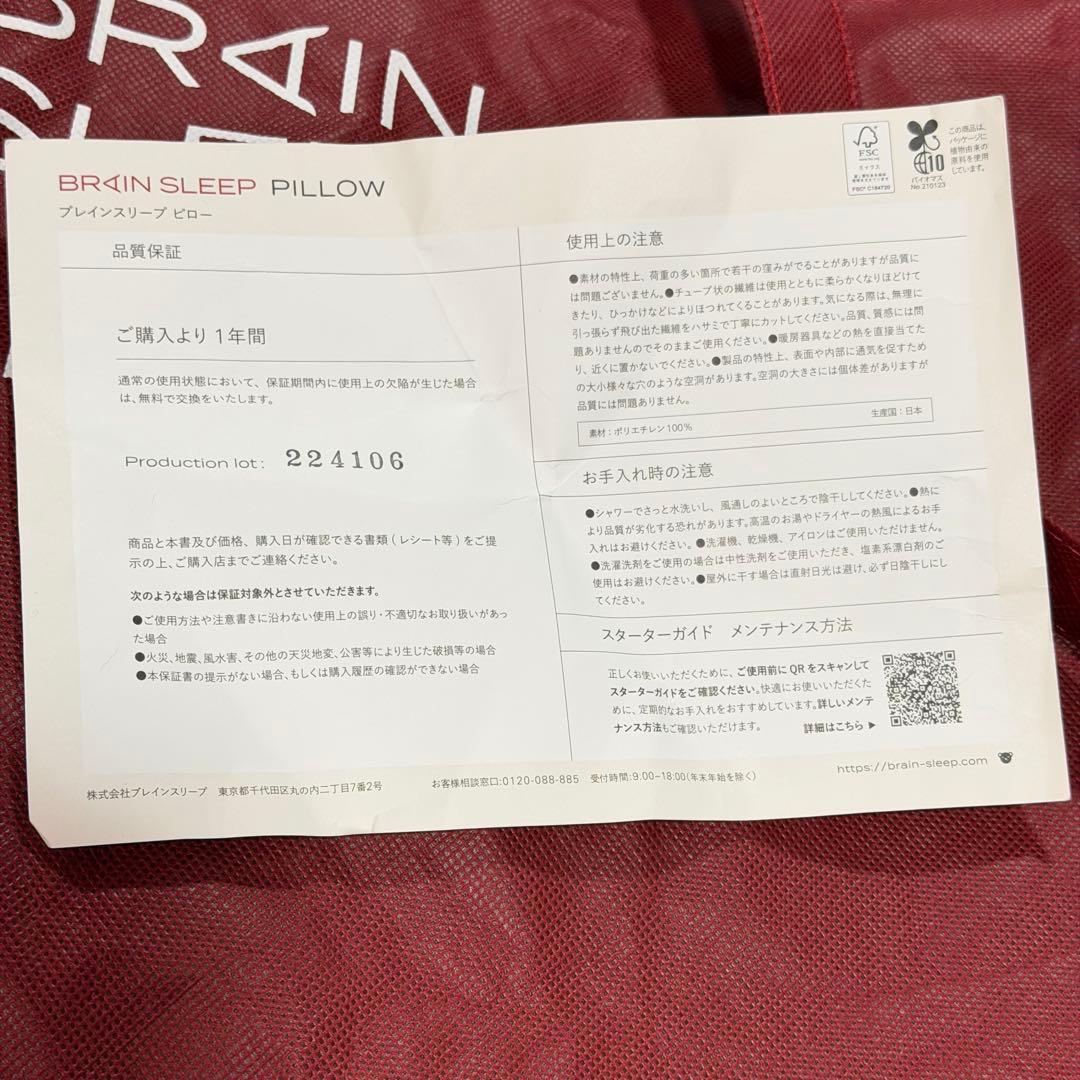 BRAIN
BRAIN SLEEP PILLOW
ブレインスリープ ピロー
FSC
www.fsc.org
ミックス
FSC® C184720
10
バイオマス
No.210123
この商品は、
パッケージに
植物由来の
原料を使用
しています。
品質保証
ご購入より 1年間
通常の使用状態において、保証期間内に使用上の欠陥が生じた場合
は、無料で交換をいたします。
Production lot: 224106
商品と本書及び価格、購入日が確認できる書類 ( レシート等 ) をご提
示の上、ご購入店までご連絡ください。
次のような場合は保証対象外とさせていただきます。
●ご使用方法や注意書きに沿わない使用上の誤り・不適切なお取り扱いがあっ
た場合
●火災、地震、風水害、その他の天災地変、公害等により生じた破損等の場合
●本保証書の提示がない場合、もしくは購入履歴の確認ができない場合
使用上の注意
●素材の特性上、荷重の多い箇所で若干の窪みがでることがありますが品質に
は問題ございません。●チューブ状の繊維は使用とともに柔らかくなりほどけて
きたり、ひっかけなどによりほつれてくることがあります。気になる際は、無理に
引っ張らず飛び出た繊維をハサミで丁寧にカットしてください。品質、質感には問
題ありませんのでそのままご使用ください。●暖房器具などの熱を直接当てた
り、近くに置かないでください。●製品の特性上、表面や内部に通気を促すため
の大小様々な穴のような空洞があります。空洞の大きさには個体差がありますが
品質には問題ありません。
素材：ポリエチレン100%
生産国：日本
お手入れ時の注意
●シャワーでさっと水洗いし、風通しのよいところで陰干ししてください。●熱に
より品質が劣化する恐れがあります。高温のお湯やドライヤーの熱風によるお手
入れはお避けください。●洗濯機、乾燥機、アイロンはご使用いただけません。
●洗濯洗剤をご使用の場合は中性洗剤をご使用いただき、塩素系漂白剤のご
使用はお避けください。●屋外に干す場合は直射日光は避け、必ず日陰干しにし
てください。
スターターガイド メンテナンス方法
正しくお使いいただくために、ご使用前に QR をスキャンして
スターターガイドをご確認ください。快適にお使いいただくた
めに、定期的なお手入れをおすすめしています。詳しいメンテ
ナンス方法もご確認いただけます。
詳細はこちら ▶
株式会社ブレインスリープ 東京都千代田区丸の内二丁目7番2号
お客様相談窓口:0120-088-885 受付時間:9:00~18:00(年末年始を除く)
https://brain-sleep.com